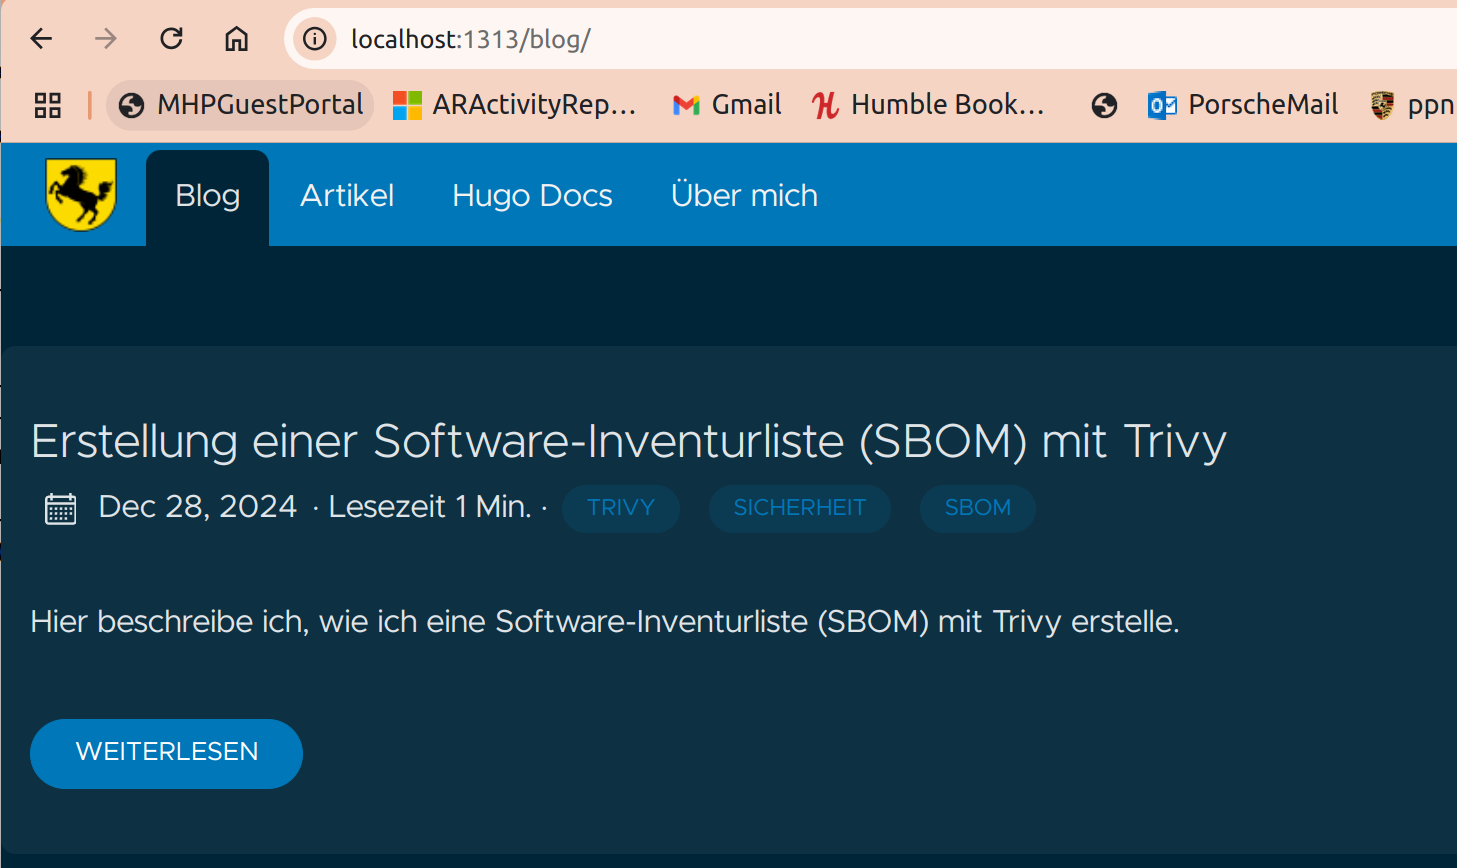 localhost:1313/blog/
MHPGuestPortal ARActivityRep... Gmail Humble Book... PorscheMail ppn
Blog Artikel Hugo Docs Über mich
Erstellung einer Software-Inventurliste (SBOM) mit Trivy
Dec 28, 2024 · Lesezeit 1 Min. · TRIVY SICHERHEIT SBOM
Hier beschreibe ich, wie ich eine Software-Inventurliste (SBOM) mit Trivy erstelle.
WEITERLESEN